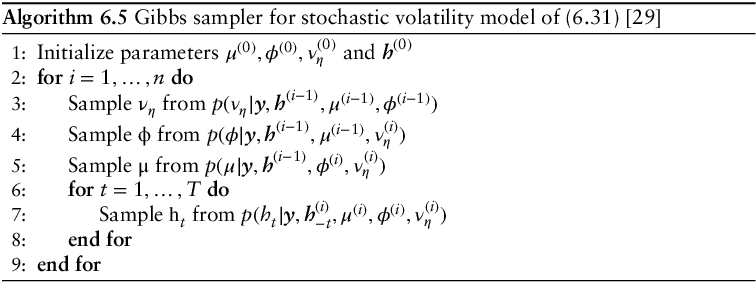 Algorithm 6.5 Gibbs sampler for stochastic volatility model of (6.31) [29]
1: Initialize parameters μ⁽⁰⁾, ϕ⁽⁰⁾, ν_η⁽⁰⁾ and h⁽⁰⁾
2: for i = 1, … , n do
3: Sample ν_η from p(ν_η|y, h⁽ⁱ⁻¹⁾, μ⁽ⁱ⁻¹⁾, ϕ⁽ⁱ⁻¹⁾)
4: Sample ϕ from p(ϕ|y, h⁽ⁱ⁻¹⁾, μ⁽ⁱ⁻¹⁾, ν_η⁽ⁱ⁾)
5: Sample μ from p(μ|y, h⁽ⁱ⁻¹⁾, ϕ⁽ⁱ⁾, ν_η⁽ⁱ⁾)
6: for t = 1, … , T do
7: Sample h_t from p(h_t|y, h_{−t}⁽ⁱ⁾, μ⁽ⁱ⁾, ϕ⁽ⁱ⁾, ν_η⁽ⁱ⁾)
8: end for
9: end for